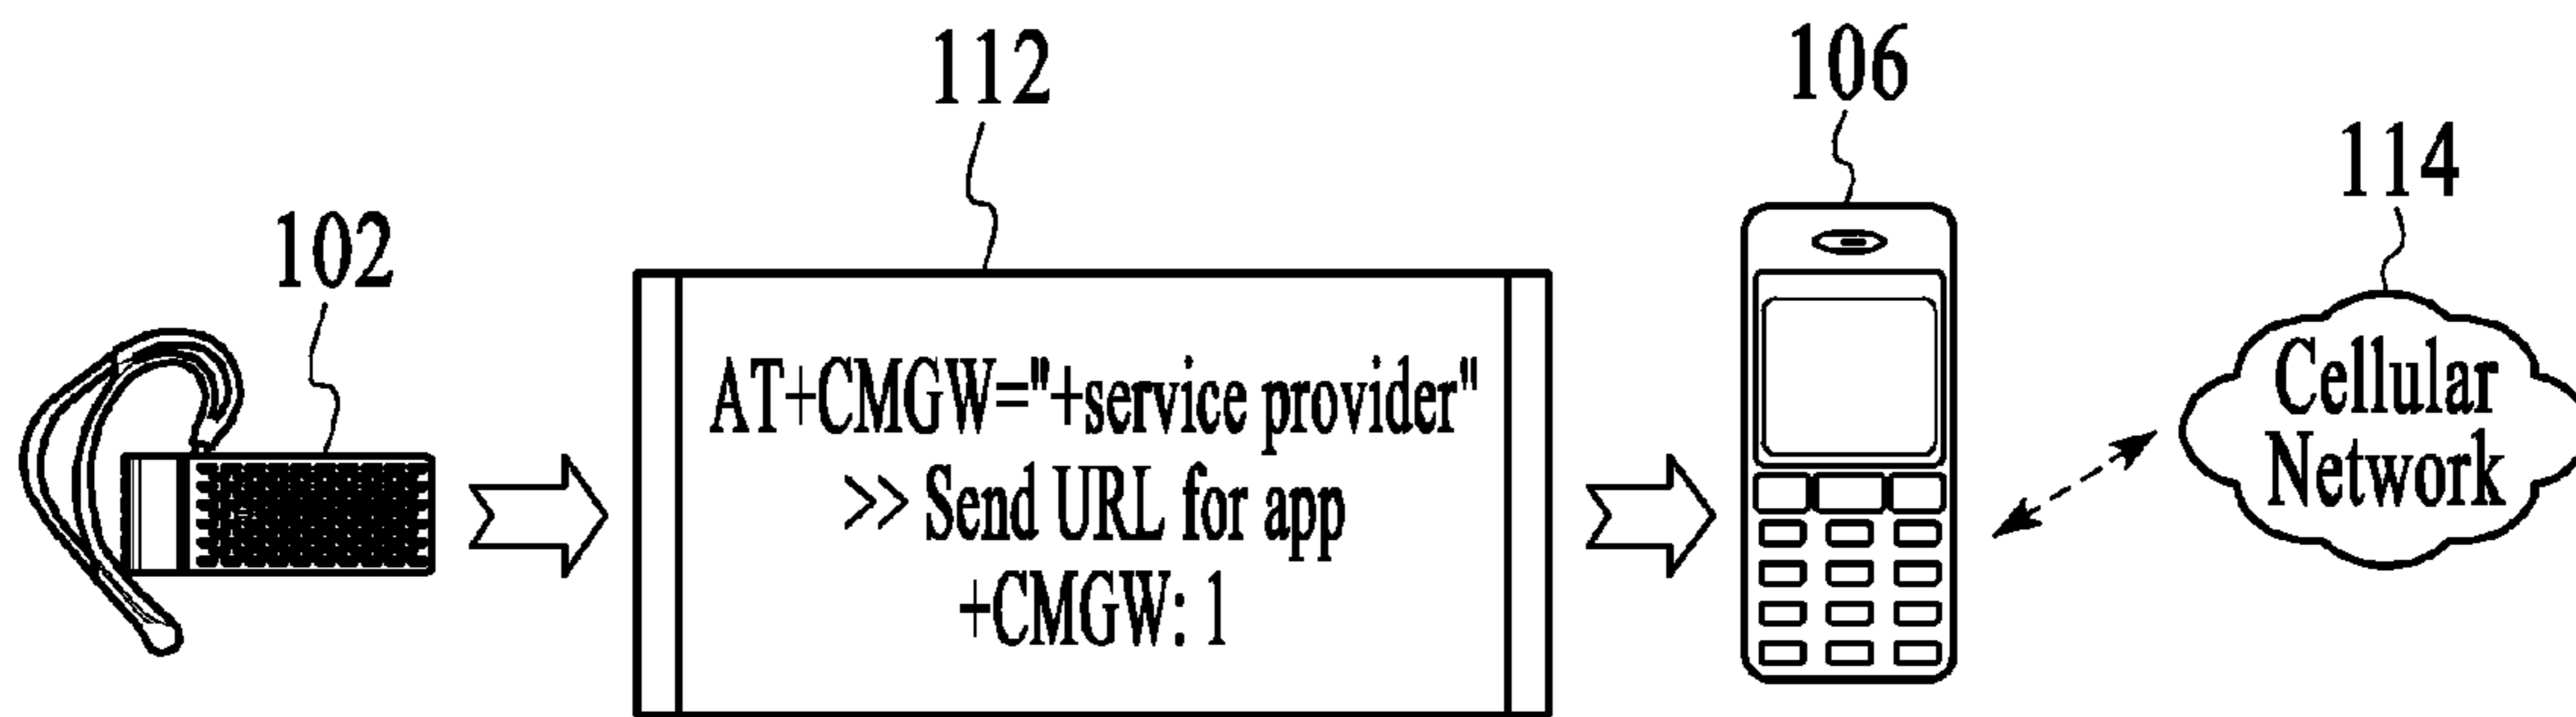 112
106
114
102
AT+CMGW="+service provider"
>> Send URL for app
+CMGW: 1
Cellular
Network